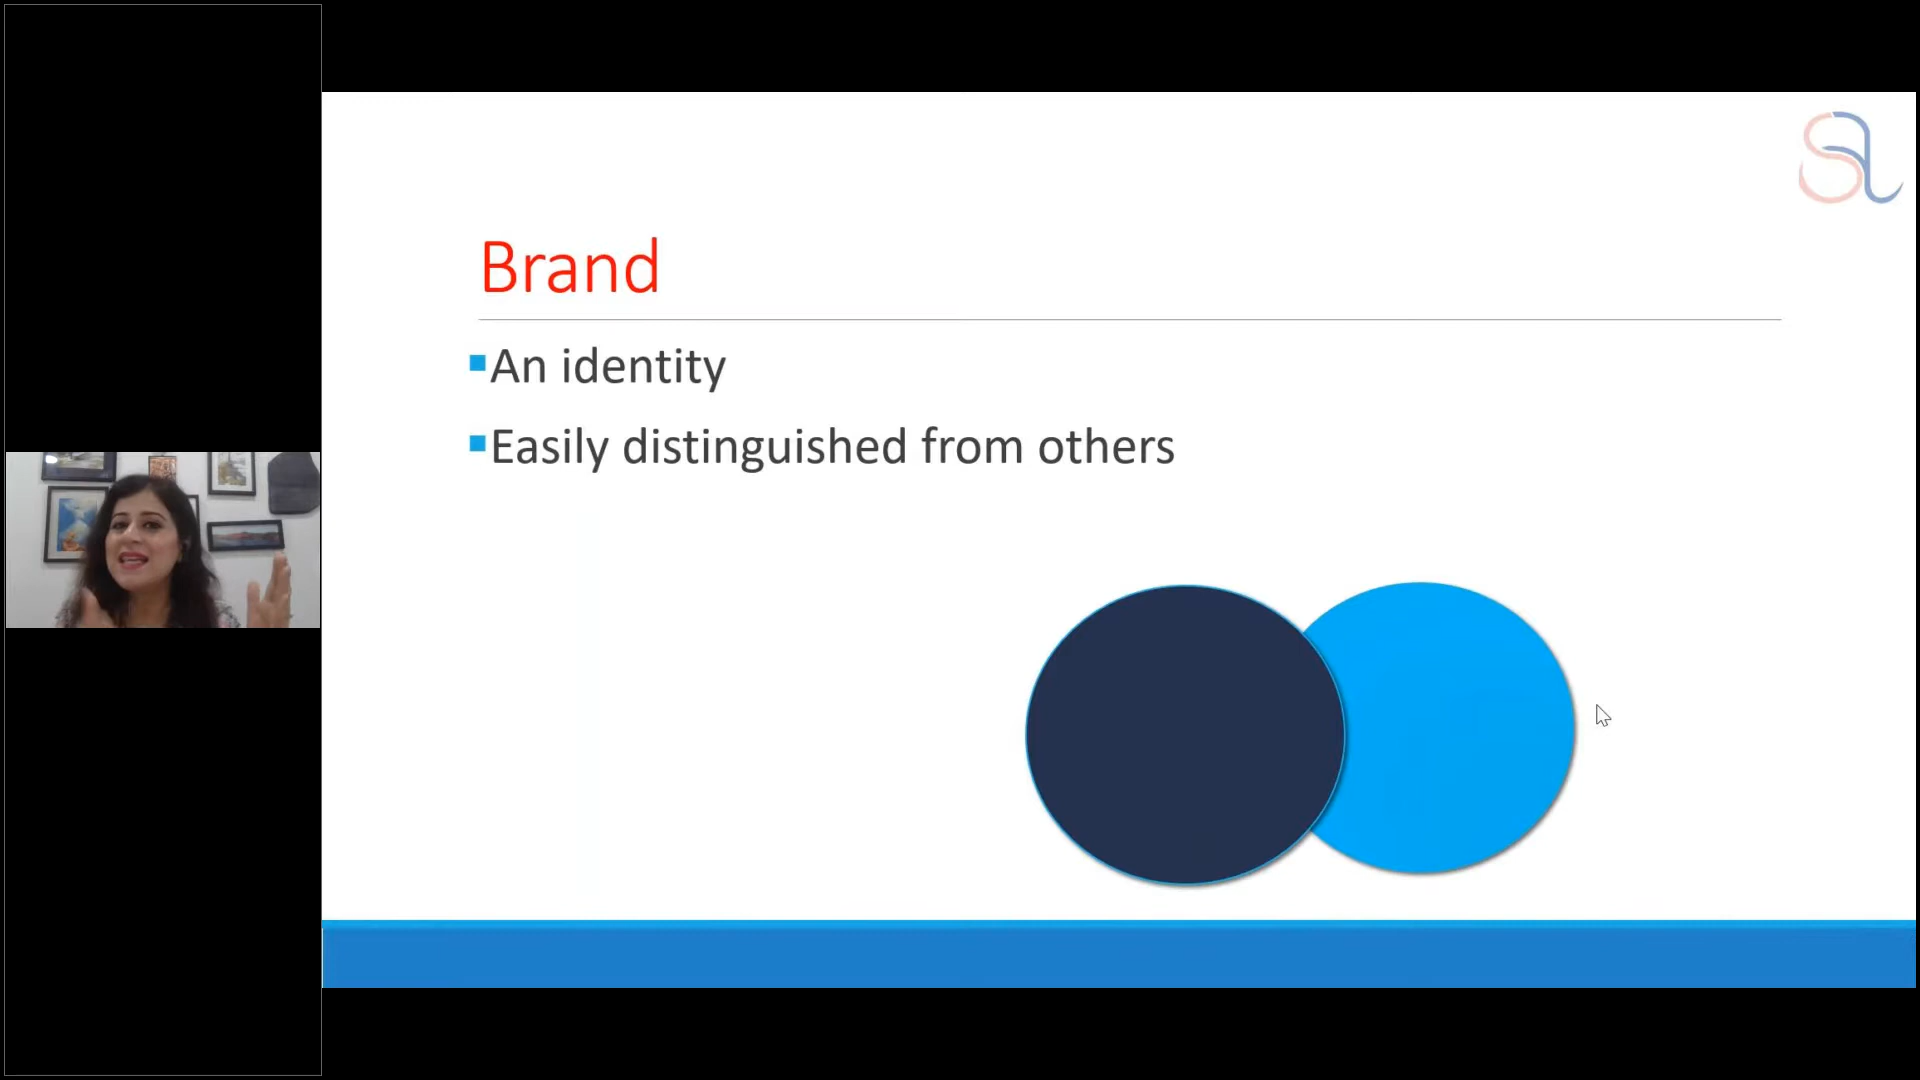 Brand
▪An identity
▪Easily distinguished from others